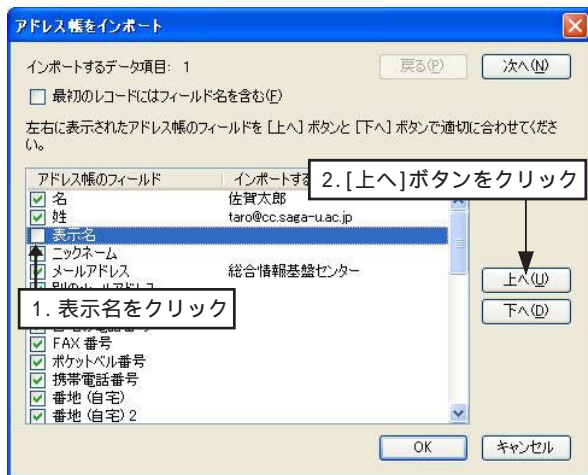 アドレス帳をインポート
インポートするデータ項目: 1
戻る(P)
次へ(N)
最初のレコードにはフィールド名を含む(F)
左右に表示されたアドレス帳のフィールドを [上へ] ボタンと [下へ] ボタンで適切に合わせてくださ
い。
アドレス帳のフィールド
インポートする
2.[上へ]ボタンをクリック
名 佐賀太郎
姓 taro@cc.saga-u.ac.jp
表示名
ニックネーム
メールアドレス 総合情報基盤センター
上へ(U)
1.表示名をクリック
下へ(D)
FAX 番号
ポケットベル番号
携帯電話番号
番地 (自宅)
番地 (自宅) 2
OK
キャンセル